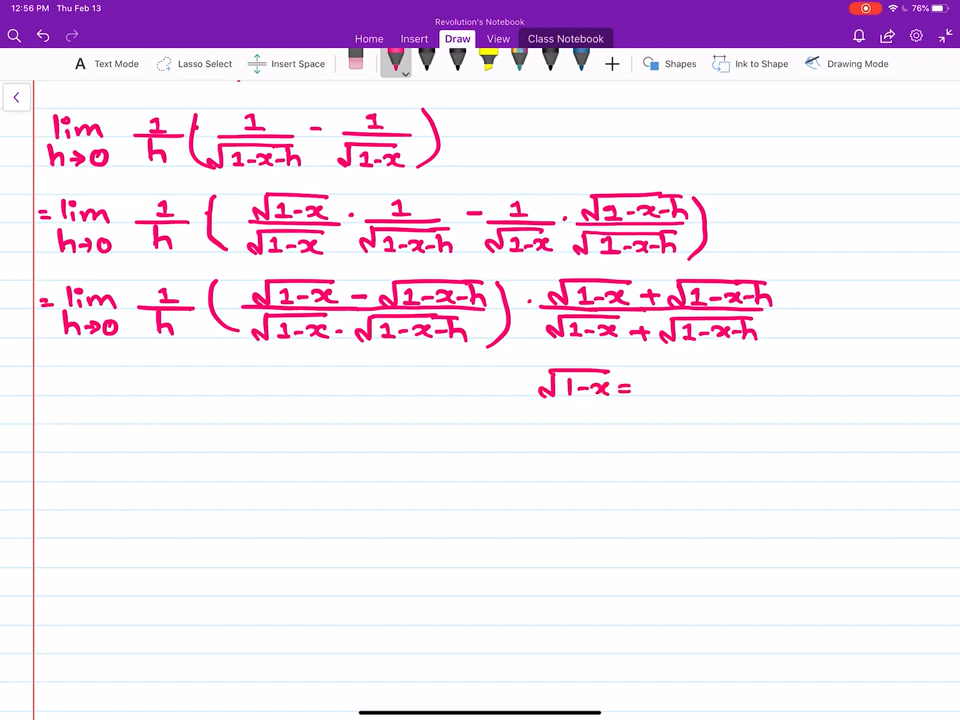 12:56 PM Thu Feb 13 76%
Revolution's Notebook
Home Insert Draw View Class Notebook
Text Mode Lasso Select Insert Space Shapes Ink to Shape Drawing Mode
lim h→0 1/h ( 1/√(1-x-h) - 1/√(1-x) )
= lim h→0 1/h ( √(1-x)/√(1-x) · 1/√(1-x-h) - 1/√(1-x) · √(1-x-h)/√(1-x-h) )
= lim h→0 1/h ( (√(1-x) - √(1-x-h))/(√(1-x) - √(1-x-h)) ) · (√(1-x) + √(1-x-h))/(√(1-x) + √(1-x-h))
√(1-x) =